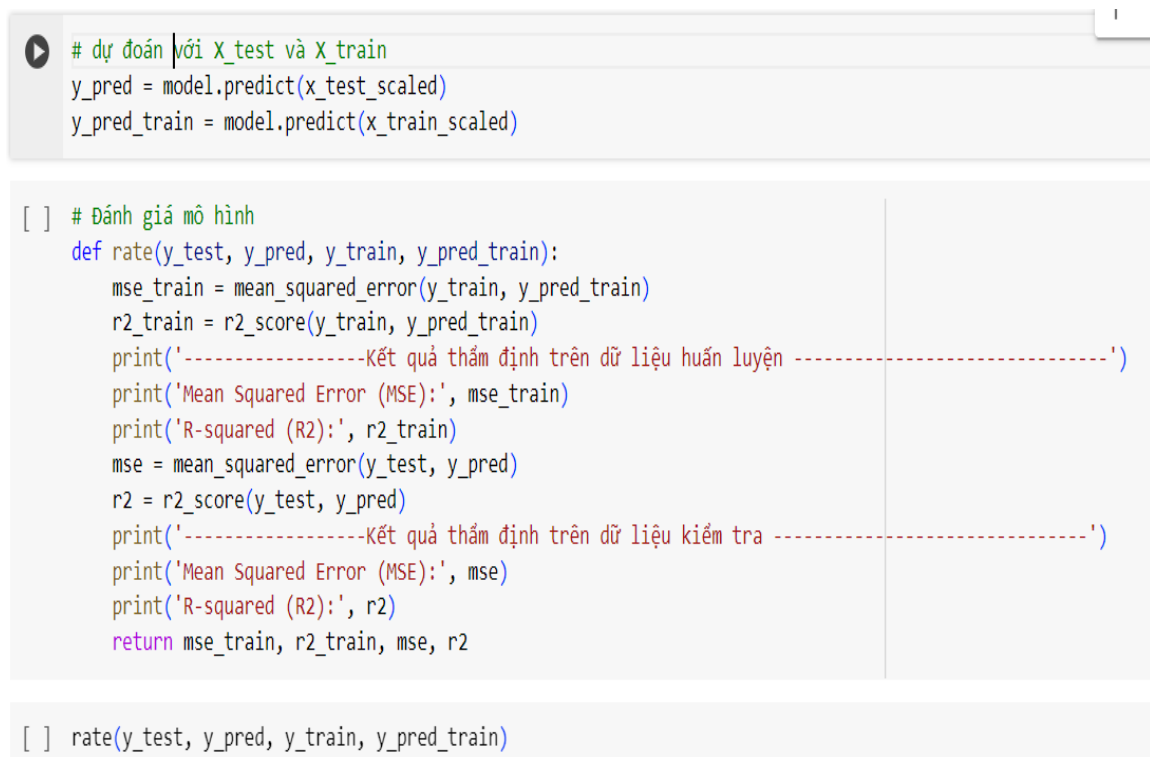 # dự đoán với X_test và X_train
y_pred = model.predict(x_test_scaled)
y_pred_train = model.predict(x_train_scaled)
[ ] # Đánh giá mô hình
def rate(y_test, y_pred, y_train, y_pred_train):
mse_train = mean_squared_error(y_train, y_pred_train)
r2_train = r2_score(y_train, y_pred_train)
print('------------------Kết quả thẩm định trên dữ liệu huấn luyện -------------------------------')
print('Mean Squared Error (MSE):', mse_train)
print('R-squared (R2):', r2_train)
mse = mean_squared_error(y_test, y_pred)
r2 = r2_score(y_test, y_pred)
print('------------------Kết quả thẩm định trên dữ liệu kiểm tra -------------------------------')
print('Mean Squared Error (MSE):', mse)
print('R-squared (R2):', r2)
return mse_train, r2_train, mse, r2
[ ] rate(y_test, y_pred, y_train, y_pred_train)